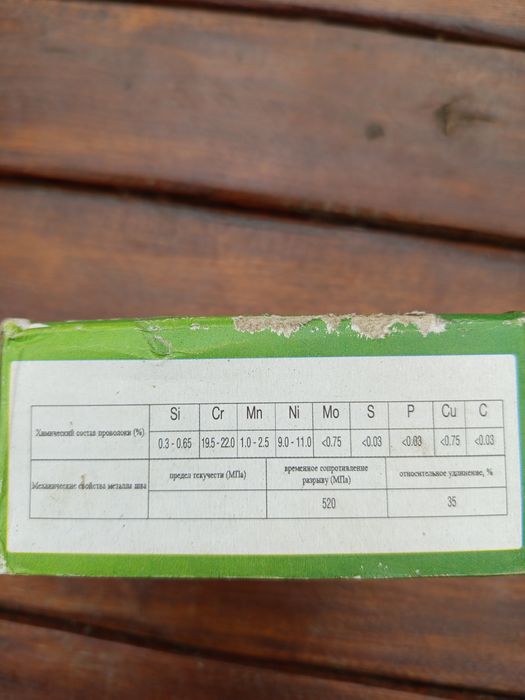 Si Cr Mn Ni Mo S P Cu C
Химический состав проволоки (%) 0.3 - 0.65 19.5 - 22.0 1.0 - 2.5 9.0 - 11.0 <0.75 <0.03 <0.03 <0.75 <0.03
Механические свойства металла шва предел текучести (МПа) временное сопротивление разрыву (МПа) относительное удлинение, %
520 35